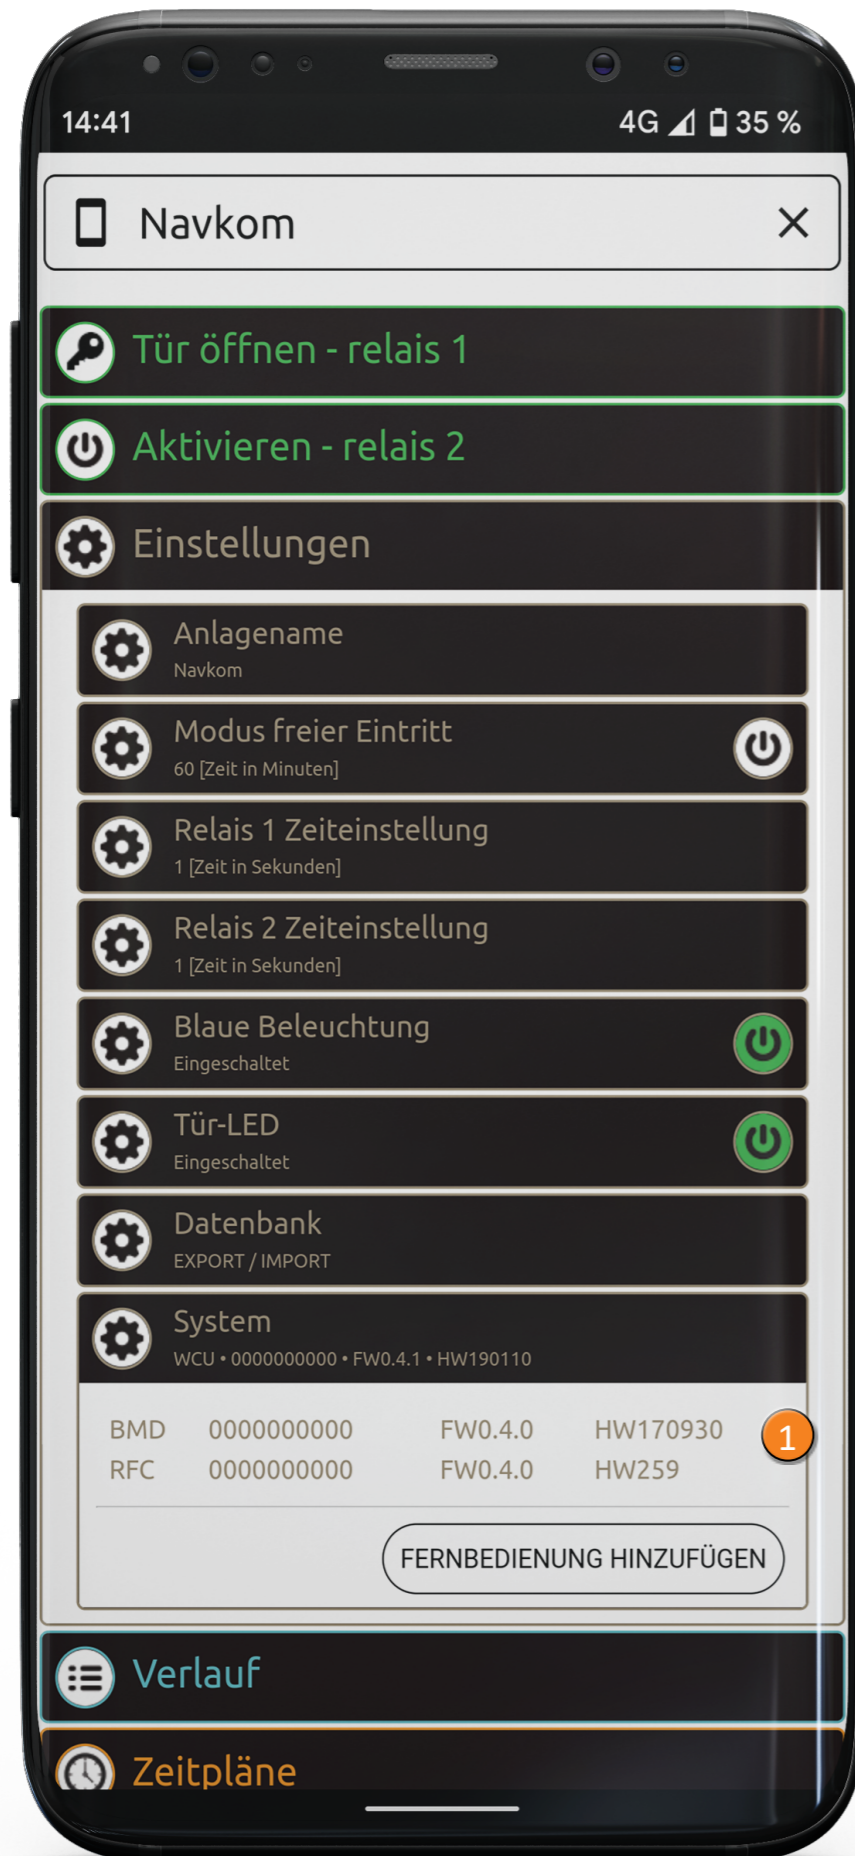 14:41 4G 35 %
Navkom
Tür öffnen - relais 1
Aktivieren - relais 2
Einstellungen
Anlagename
Navkom
Modus freier Eintritt
60 [Zeit in Minuten]
Relais 1 Zeiteinstellung
1 [Zeit in Sekunden]
Relais 2 Zeiteinstellung
1 [Zeit in Sekunden]
Blaue Beleuchtung
Eingeschaltet
Tür-LED
Eingeschaltet
Datenbank
EXPORT / IMPORT
System
WCU • 0000000000 • FW0.4.1 • HW190110
BMD 0000000000 FW0.4.0 HW170930 1
RFC 0000000000 FW0.4.0 HW259
FERNBEDIENUNG HINZUFÜGEN
Verlauf
Zeitpläne